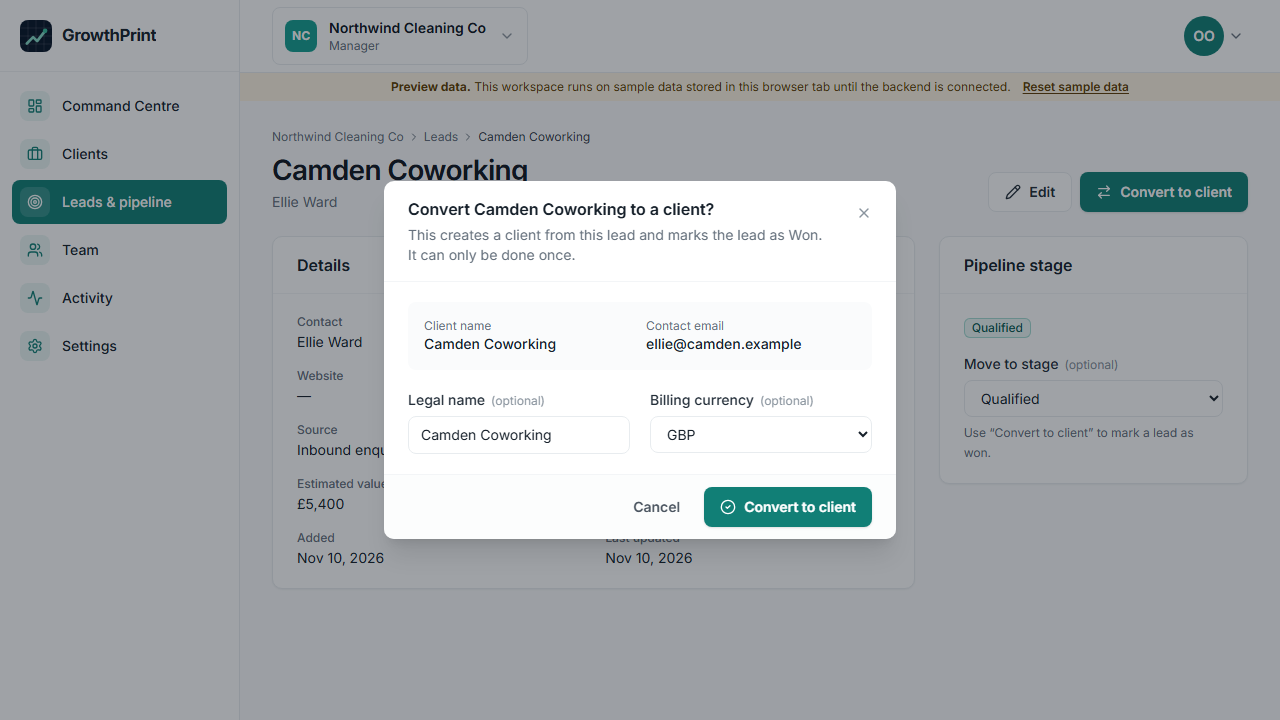 GrowthPrint
NC
Northwind Cleaning Co
Manager
OO
Command Centre
Clients
Leads & pipeline
Team
Activity
Settings
Preview data. This workspace runs on sample data stored in this browser tab until the backend is connected. Reset sample data
Northwind Cleaning Co > Leads > Camden Coworking
Camden Coworking
Ellie Ward
Edit
Convert to client
Details
Contact
Ellie Ward
Website
—
Source
Inbound enqu
Estimated value
£5,400
Added
Nov 10, 2026
Last updated
Nov 10, 2026
Convert Camden Coworking to a client?
This creates a client from this lead and marks the lead as Won.
It can only be done once.
Client name
Camden Coworking
Contact email
ellie@camden.example
Legal name (optional)
Camden Coworking
Billing currency (optional)
GBP
Cancel
Convert to client
Pipeline stage
Qualified
Move to stage (optional)
Qualified
Use “Convert to client” to mark a lead as
won.